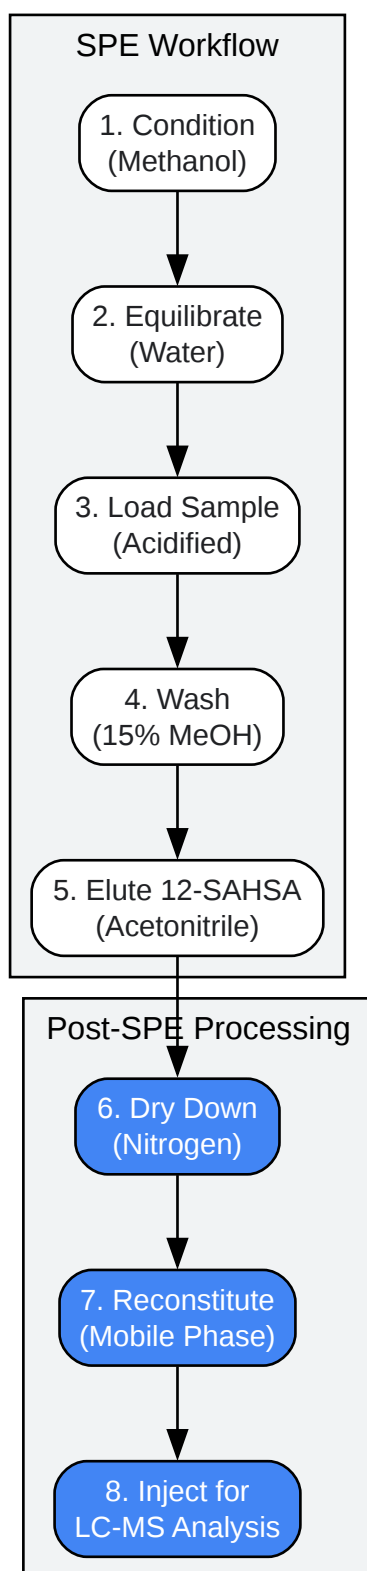 SPE Workflow
1. Condition
(Methanol)
2. Equilibrate
(Water)
3. Load Sample
(Acidified)
4. Wash
(15% MeOH)
5. Elute 12-SAHSA
(Acetonitrile)
Post-SPE Processing
6. Dry Down
(Nitrogen)
7. Reconstitute
(Mobile Phase)
8. Inject for
LC-MS Analysis